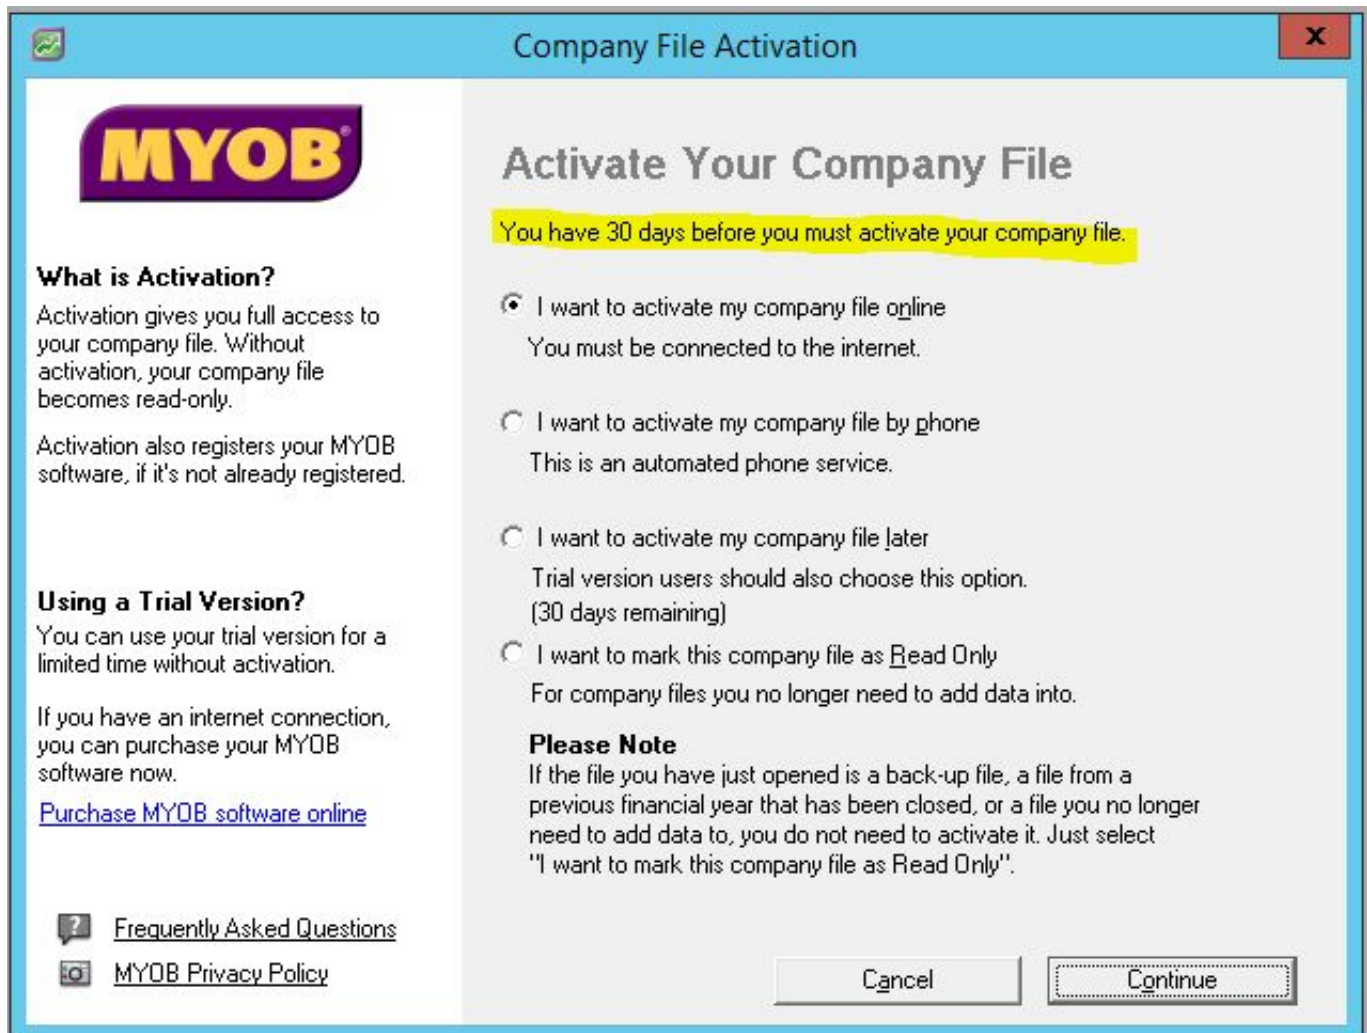 Company File Activation
X
MYOB®
What is Activation?
Activation gives you full access to
your company file. Without
activation, your company file
becomes read-only.
Activation also registers your MYOB
software, if it's not already registered.
Using a Trial Version?
You can use your trial version for a
limited time without activation.
If you have an internet connection,
you can purchase your MYOB
software now.
Purchase MYOB software online
?
Frequently Asked Questions
MYOB Privacy Policy
Activate Your Company File
You have 30 days before you must activate your company file.
I want to activate my company file online
You must be connected to the internet.
I want to activate my company file by phone
This is an automated phone service.
I want to activate my company file later
Trial version users should also choose this option.
(30 days remaining)
I want to mark this company file as Read Only
For company files you no longer need to add data into.
Please Note
If the file you have just opened is a back-up file, a file from a
previous financial year that has been closed, or a file you no longer
need to add data to, you do not need to activate it. Just select
"I want to mark this company file as Read Only".
Cancel
Continue